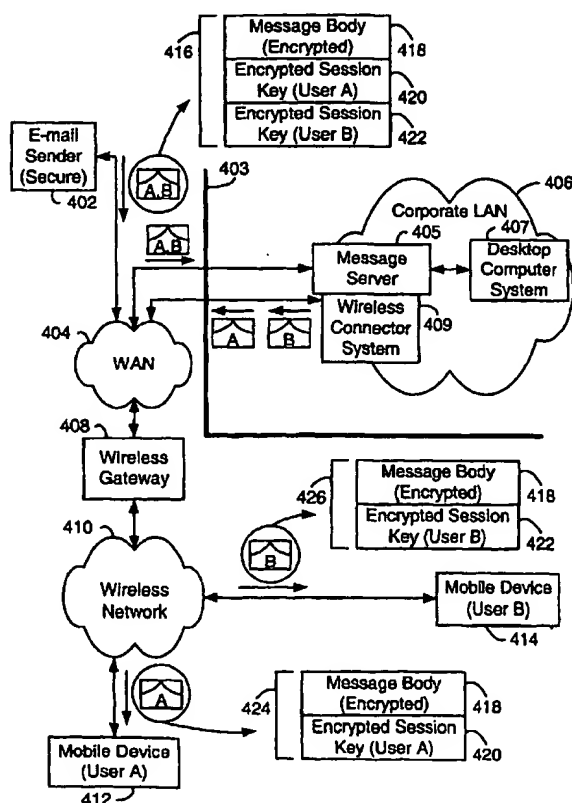 Message Body
(Encrypted)
418
416
Encrypted Session
Key (User A)
420
Encrypted Session
Key (User B)
422
E-mail
Sender
(Secure)
402
A,B
403
406
Corporate LAN
405
407
A,B
Message
Server
Desktop
Computer
System
Wireless
Connector
System
409
A
B
404
WAN
408
Wireless
Gateway
410
Wireless
Network
426
Message Body
(Encrypted)
418
Encrypted Session
Key (User B)
422
B
Mobile Device
(User B)
414
A
424
Message Body
(Encrypted)
418
Encrypted Session
Key (User A)
420
Mobile Device
(User A)
412